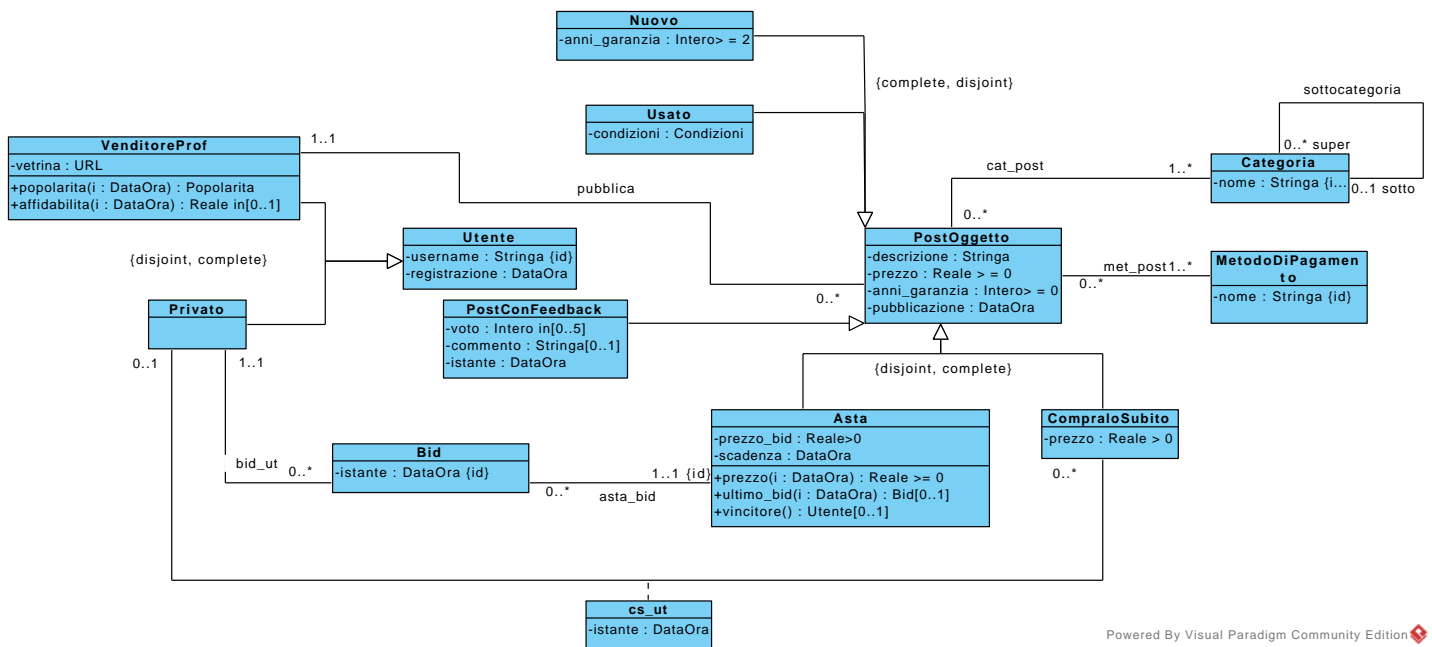 Nuovo
-anni_garanzia : Intero> = 2
{complete, disjoint}
Usato
-condizioni : Condizioni
sottocategoria
0..* super
0..1 sotto
Categoria
-nome : Stringa {i...
cat_post
1..*
0..*
VenditoreProf
-vetrina : URL
+popolarita(i : DataOra) : Popolarita
+affidabilita(i : DataOra) : Reale in[0..1]
1..1
pubblica
0..*
{disjoint, complete}
Utente
-username : Stringa {id}
-registrazione : DataOra
PostOggetto
-descrizione : Stringa
-prezzo : Reale > = 0
-anni_garanzia : Intero> = 0
-pubblicazione : DataOra
met_post
1..*
0..*
MetodoDiPagamen
to
-nome : Stringa {id}
Privato
0..1
1..1
PostConFeedback
-voto : Intero in[0..5]
-commento : Stringa[0..1]
-istante : DataOra
{disjoint, complete}
Asta
-prezzo_bid : Reale>0
-scadenza : DataOra
+prezzo(i : DataOra) : Reale >= 0
+ultimo_bid(i : DataOra) : Bid[0..1]
+vincitore() : Utente[0..1]
CompraloSubito
-prezzo : Reale > 0
0..*
bid_ut
0..*
Bid
-istante : DataOra {id}
0..*
asta_bid
1..1 {id}
cs_ut
-istante : DataOra
Powered By Visual Paradigm Community Edition